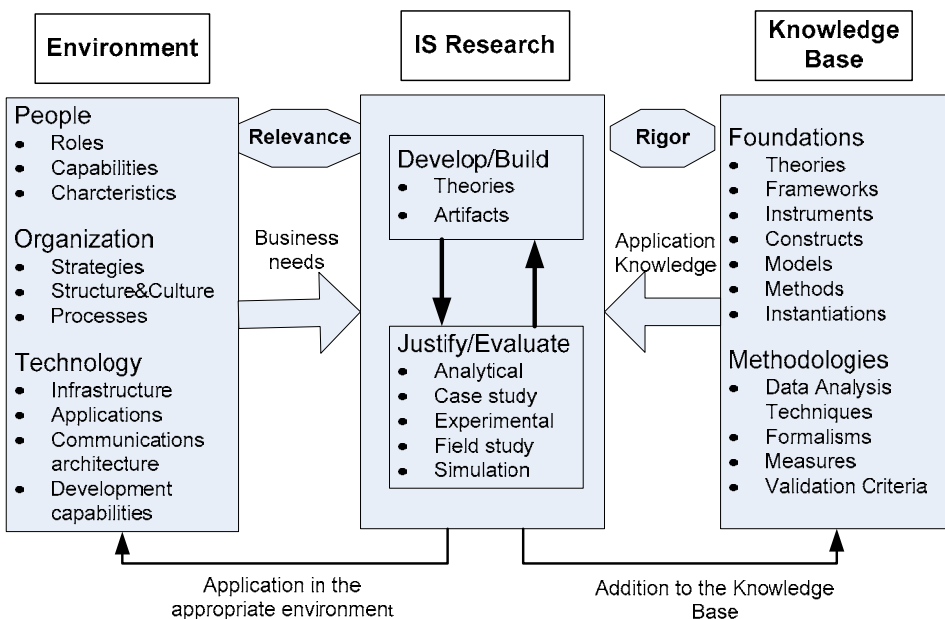 Environment
IS Research
Knowledge
Base
People
• Roles
• Capabilities
• Charcteristics
Organization
• Strategies
• Structure&Culture
• Processes
Technology
• Infrastructure
• Applications
• Communications
architecture
• Development
capabilities
Relevance
Business
needs
Develop/Build
• Theories
• Artifacts
Justify/Evaluate
• Analytical
• Case study
• Experimental
• Field study
• Simulation
Rigor
Application
Knowledge
Foundations
• Theories
• Frameworks
• Instruments
• Constructs
• Models
• Methods
• Instantiations
Methodologies
• Data Analysis
Techniques
• Formalisms
• Measures
• Validation Criteria
Application in the
appropriate environment
Addition to the Knowledge
Base